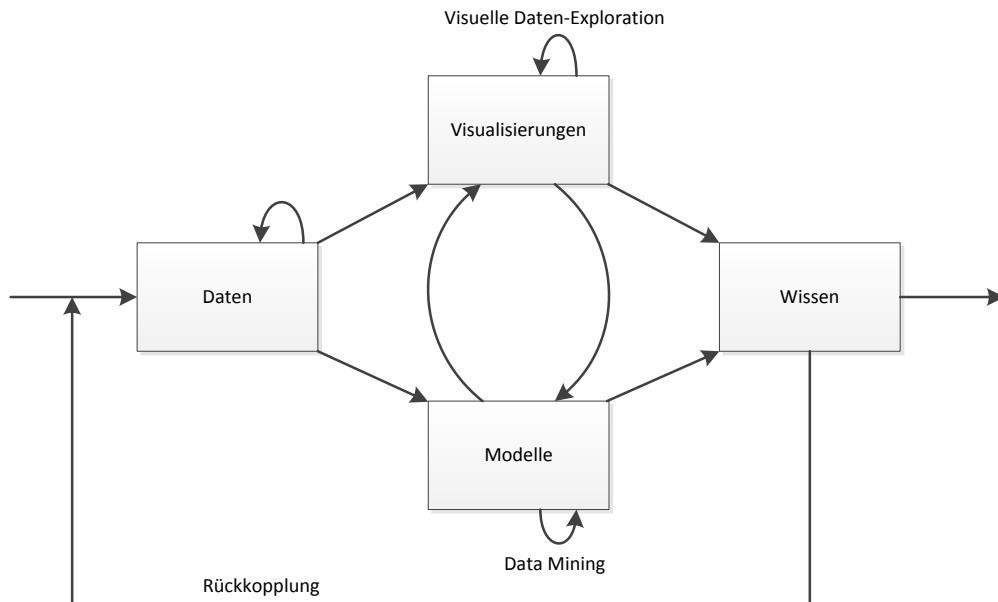 Visuelle Daten-Exploration
Visualisierungen
Daten
Wissen
Modelle
Data Mining
Rückkopplung